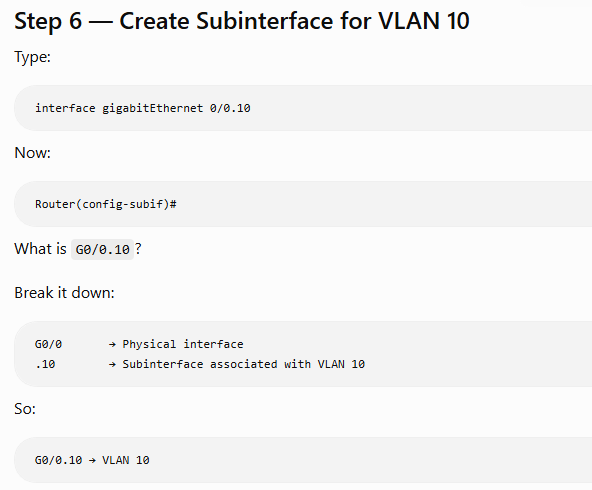 Step 6 — Create Subinterface for VLAN 10
Type:
interface gigabitEthernet 0/0.10
Now:
Router(config-subif)#
What is G0/0.10?
Break it down:
G0/0 → Physical interface
.10 → Subinterface associated with VLAN 10
So:
G0/0.10 → VLAN 10